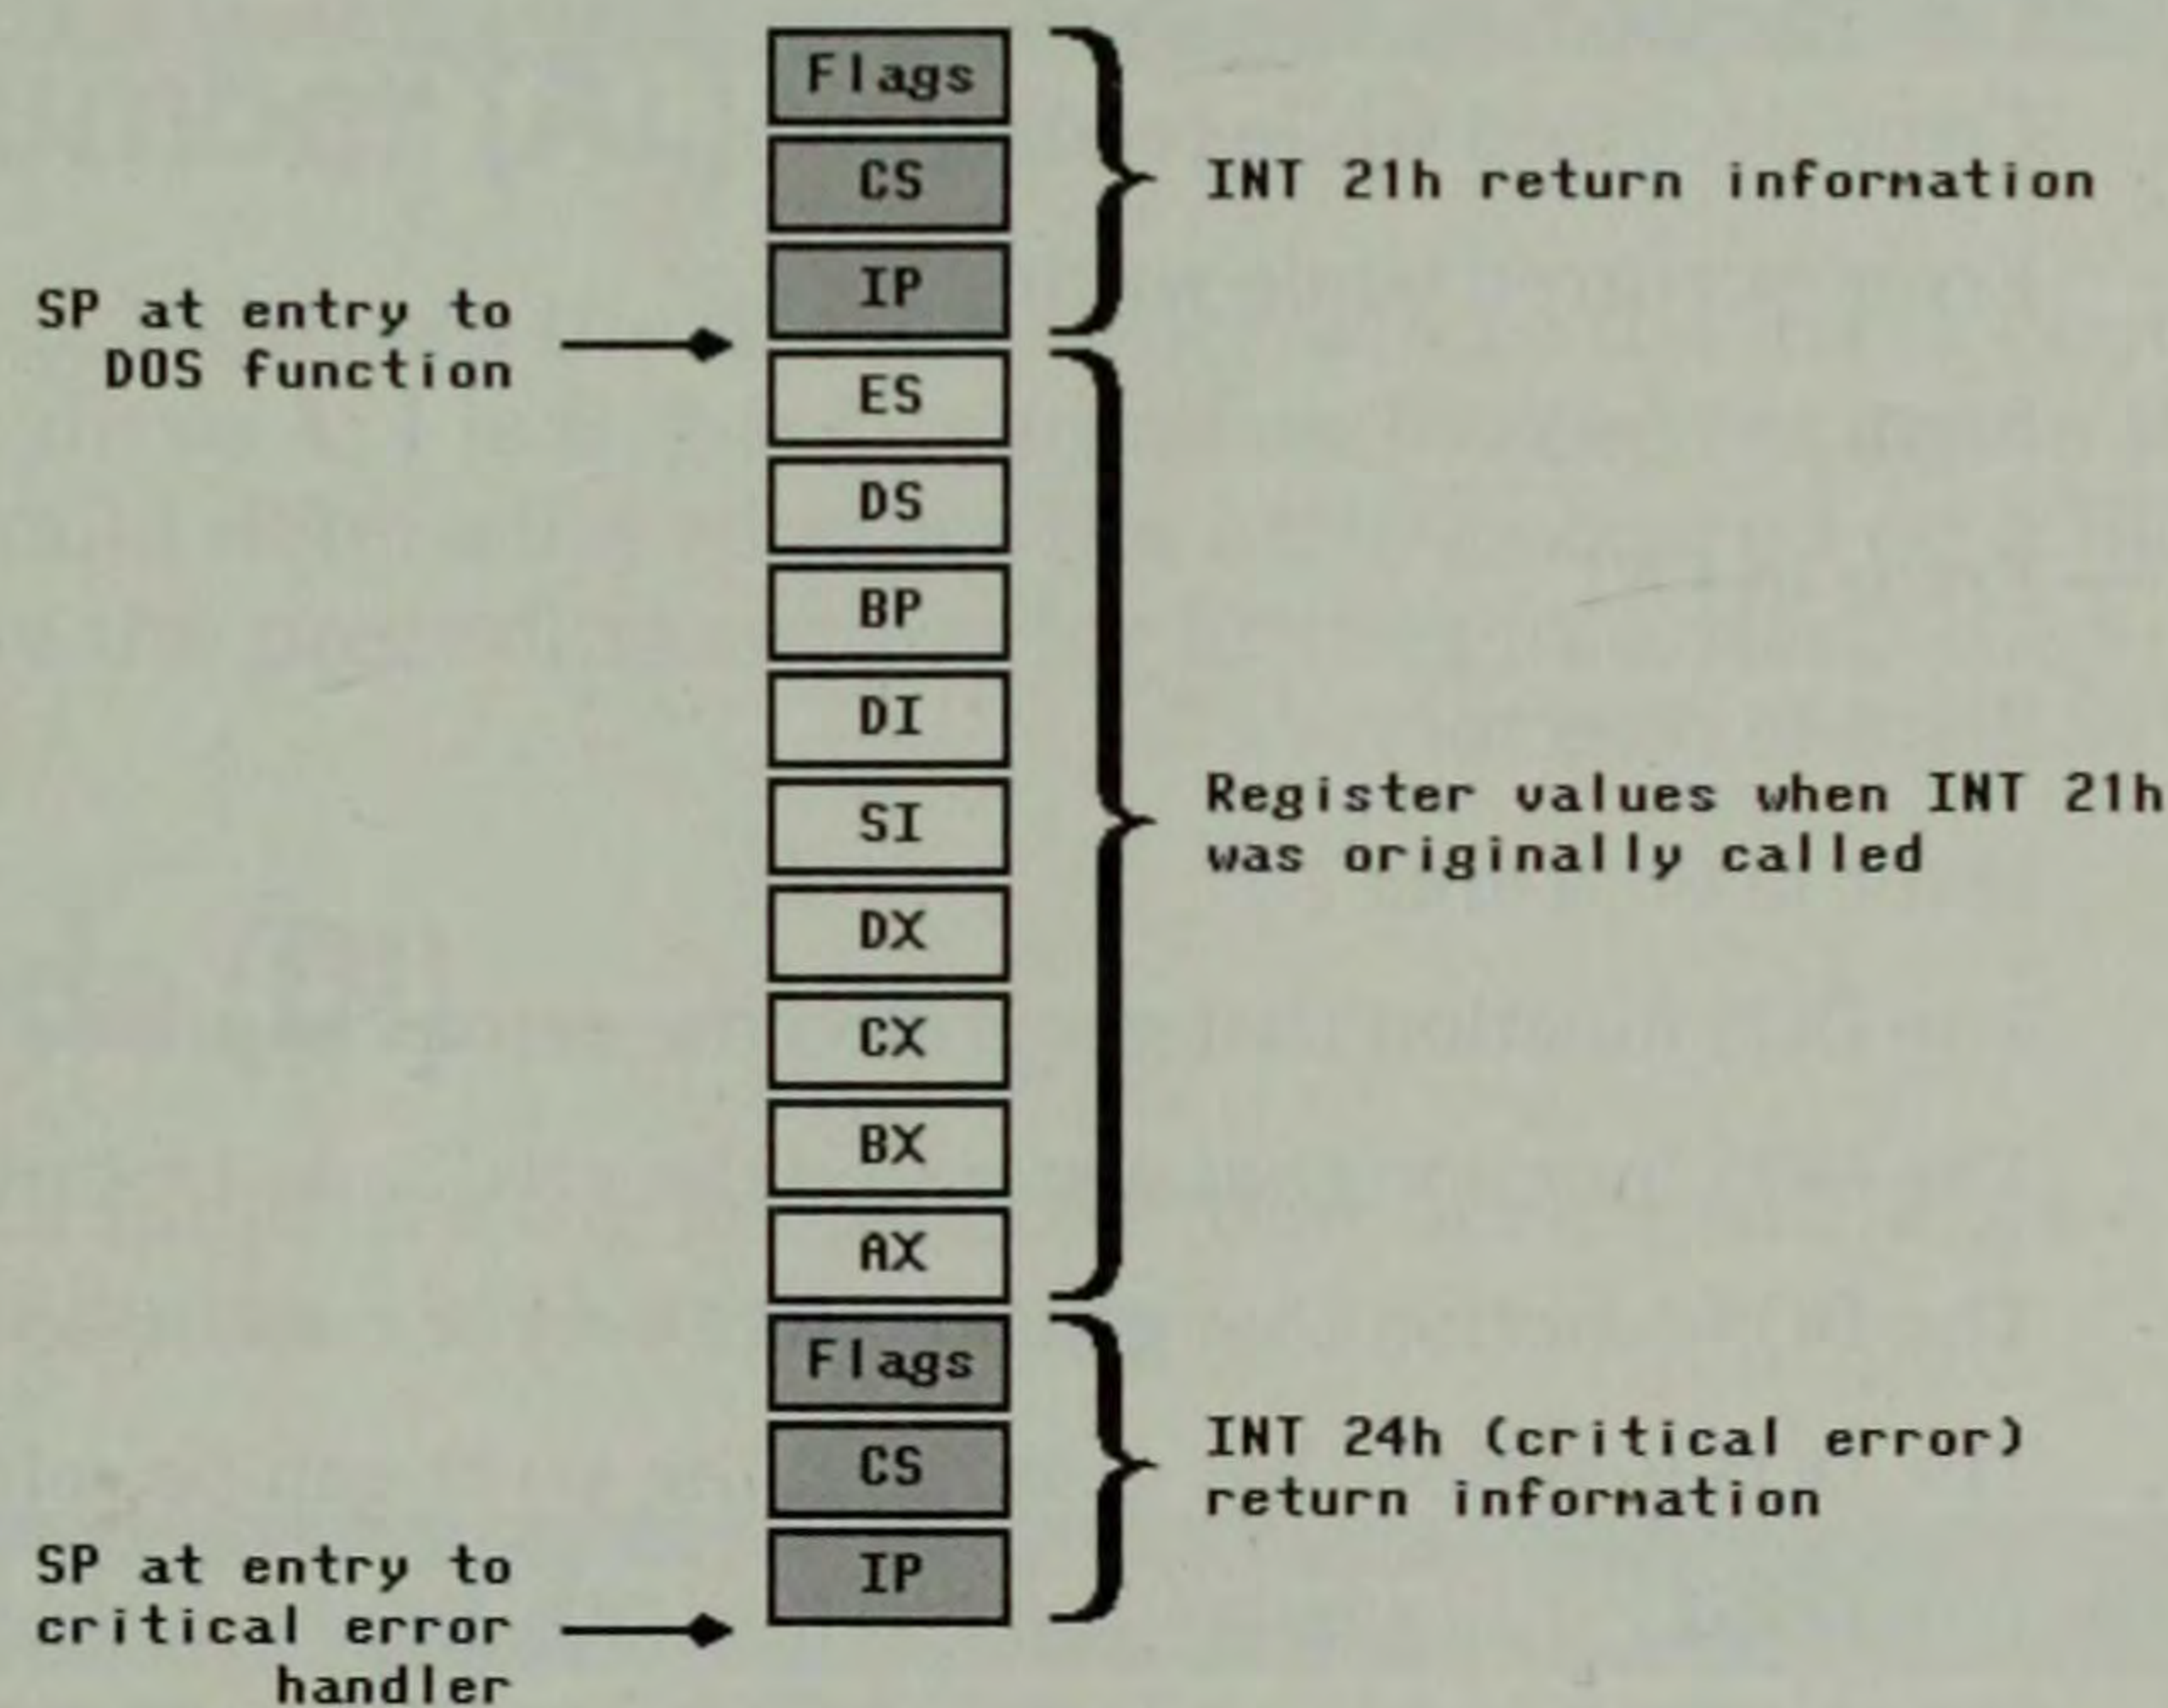 Flags
CS
INT 21h return information
IP
SP at entry to
DOS function
ES
DS
BP
DI
SI
Register values when INT 21h
was originally called
DX
CX
BX
AX
Flags
CS
INT 24h (critical error)
return information
IP
SP at entry to
critical error
handler